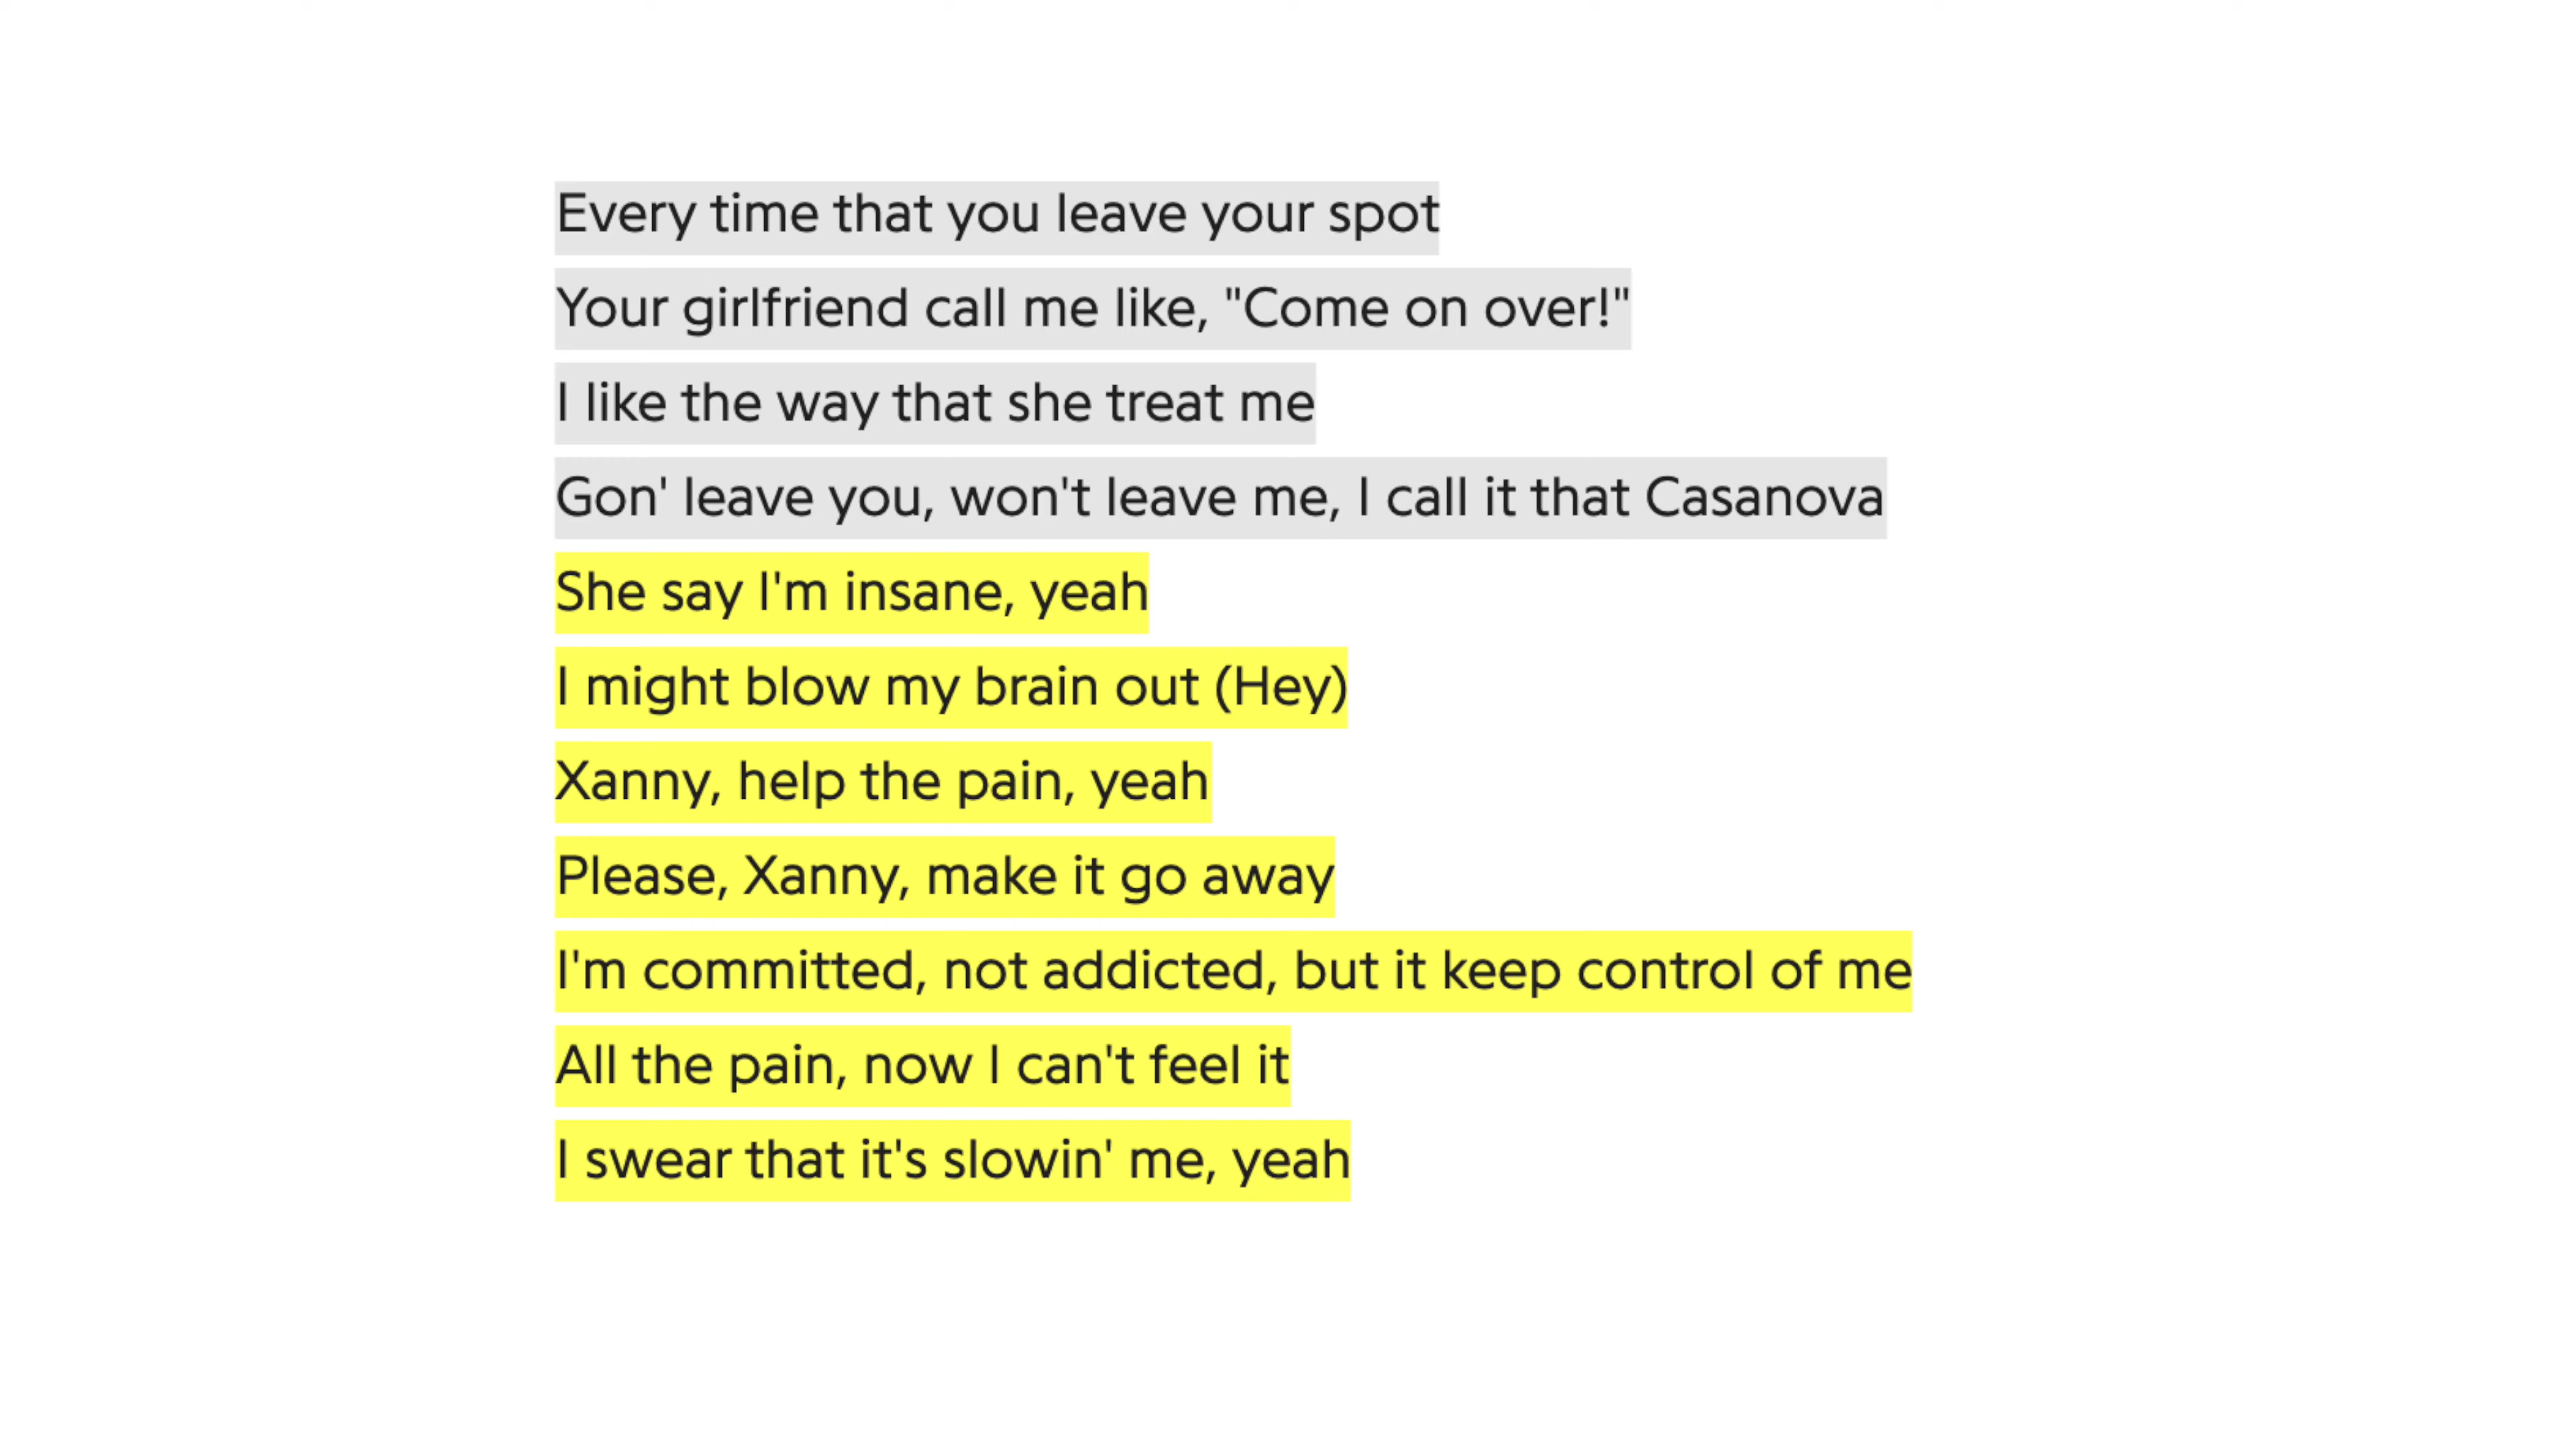 Every time that you leave your spot
Your girlfriend call me like, "Come on over!"
I like the way that she treat me
Gon' leave you, won't leave me, I call it that Casanova
She say I'm insane, yeah
I might blow my brain out (Hey)
Xanny, help the pain, yeah
Please, Xanny, make it go away
I'm committed, not addicted, but it keep control of me
All the pain, now I can't feel it
I swear that it's slowin' me, yeah